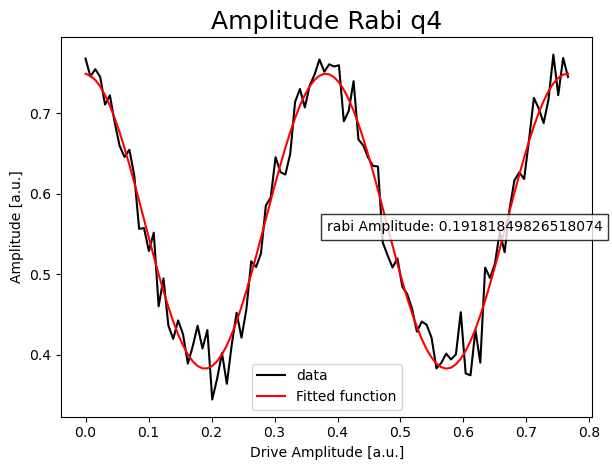 Amplitude Rabi q4
Amplitude [a.u.]
0.7
0.6
0.5
0.4
rabi Amplitude: 0.19181849826518074
data
Fitted function
0.0 0.1 0.2 0.3 0.4 0.5 0.6 0.7 0.8
Drive Amplitude [a.u.]